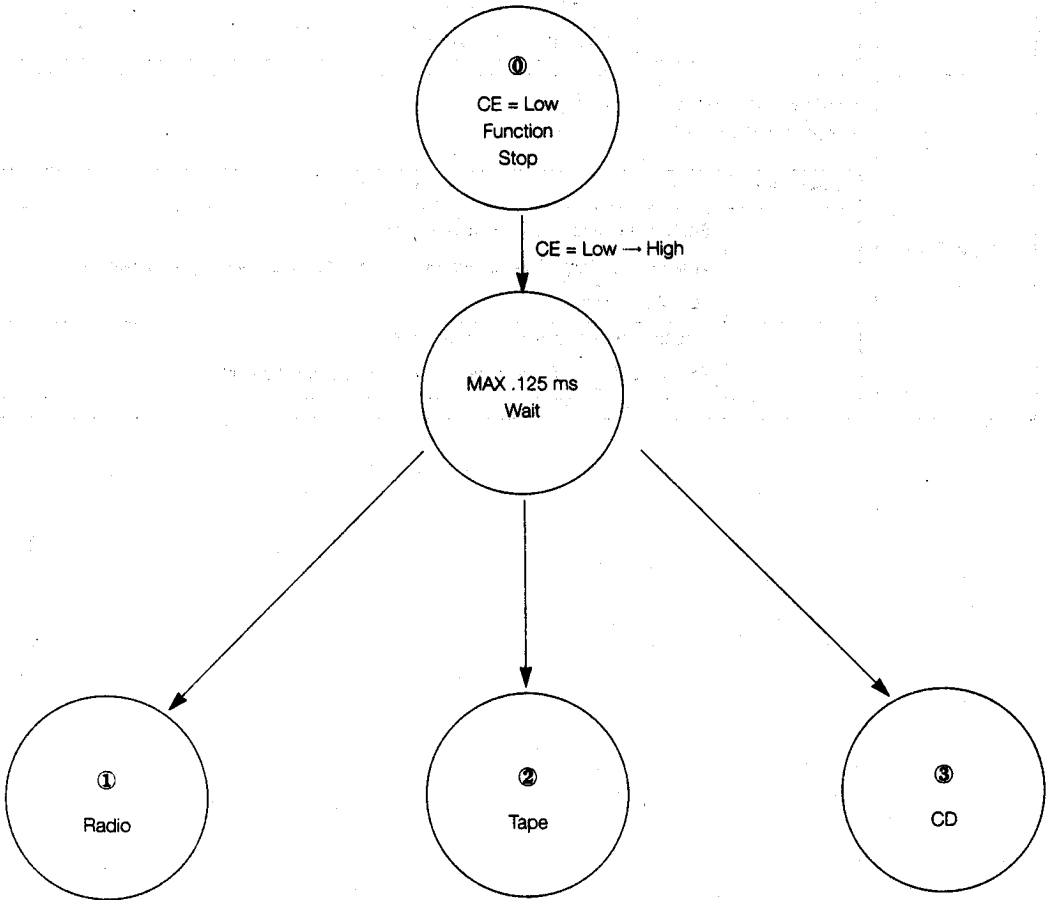 ⓪
CE = Low
Function
Stop
CE = Low → High
MAX .125 ms
Wait
①
Radio
②
Tape
③
CD